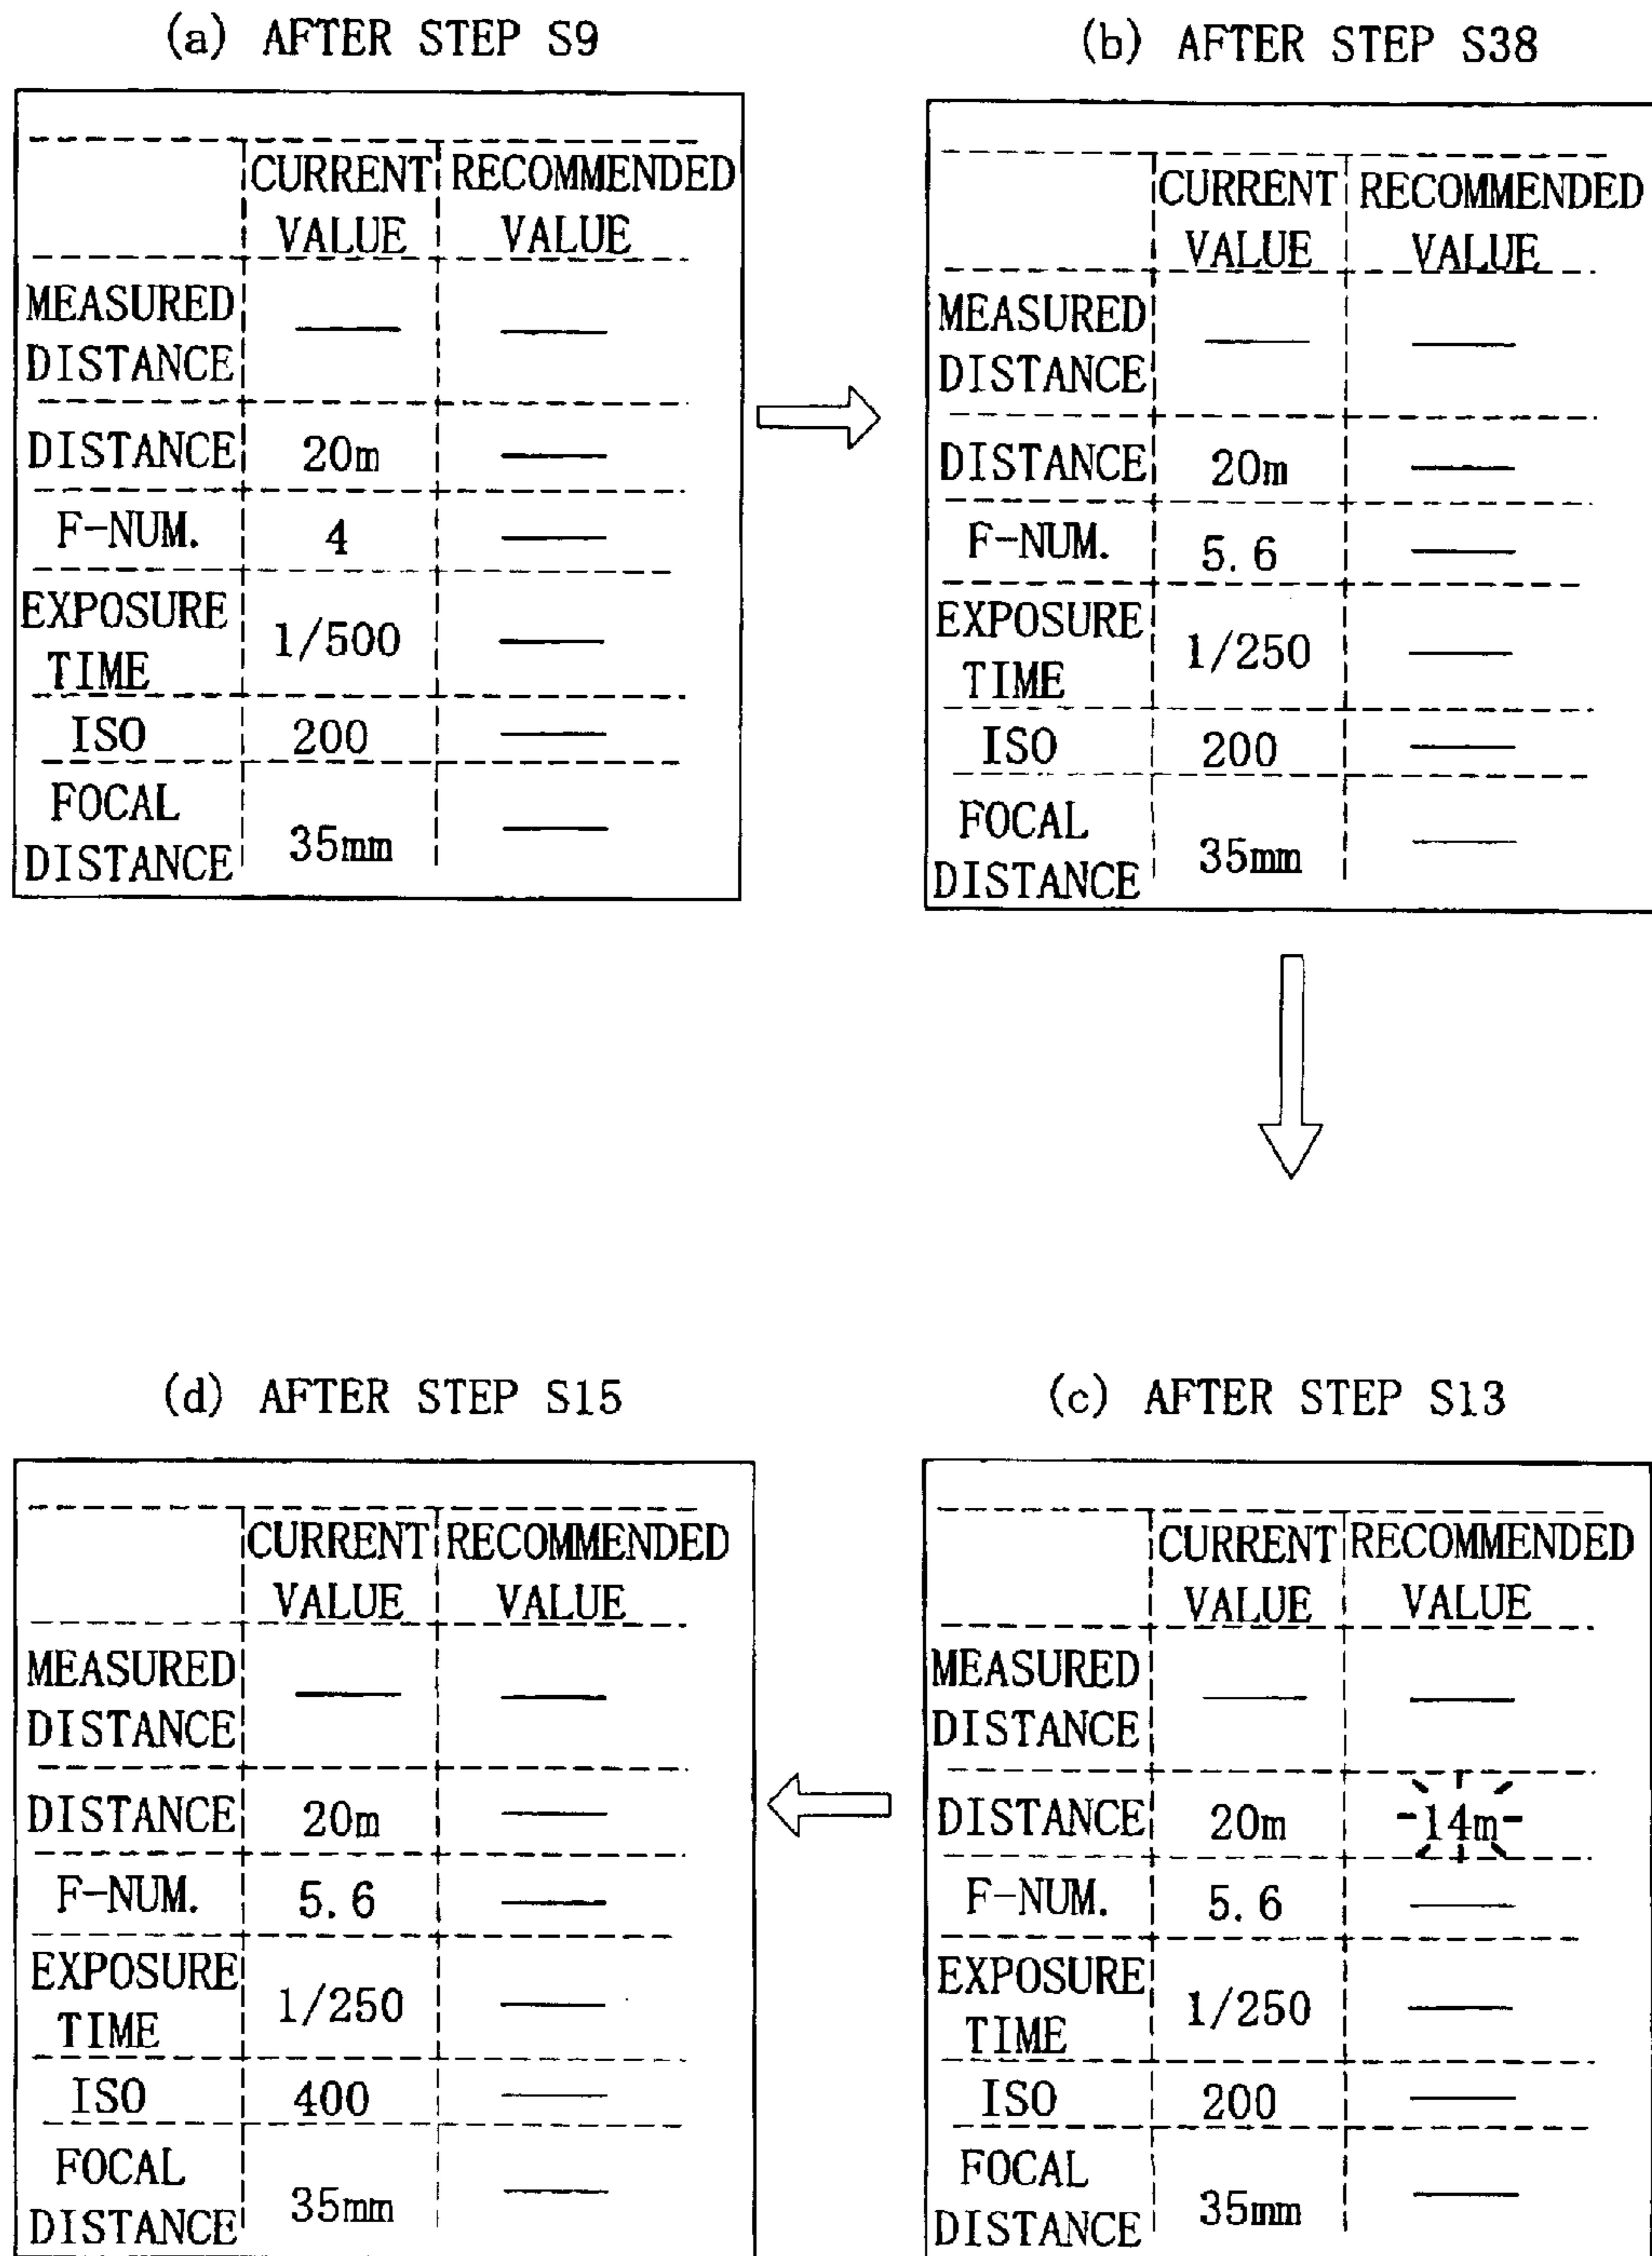 (a) AFTER STEP S9
CURRENT VALUE RECOMMENDED VALUE
MEASURED DISTANCE —— ——
DISTANCE 20m ——
F-NUM. 4 ——
EXPOSURE TIME 1/500 ——
ISO 200 ——
FOCAL DISTANCE 35mm ——
(b) AFTER STEP S38
CURRENT VALUE RECOMMENDED VALUE
MEASURED DISTANCE —— ——
DISTANCE 20m ——
F-NUM. 5.6 ——
EXPOSURE TIME 1/250 ——
ISO 200 ——
FOCAL DISTANCE 35mm ——
(c) AFTER STEP S13
CURRENT VALUE RECOMMENDED VALUE
MEASURED DISTANCE —— ——
DISTANCE 20m 14m
F-NUM. 5.6 ——
EXPOSURE TIME 1/250 ——
ISO 200 ——
FOCAL DISTANCE 35mm ——
(d) AFTER STEP S15
CURRENT VALUE RECOMMENDED VALUE
MEASURED DISTANCE —— ——
DISTANCE 20m ——
F-NUM. 5.6 ——
EXPOSURE TIME 1/250 ——
ISO 400 ——
FOCAL DISTANCE 35mm ——